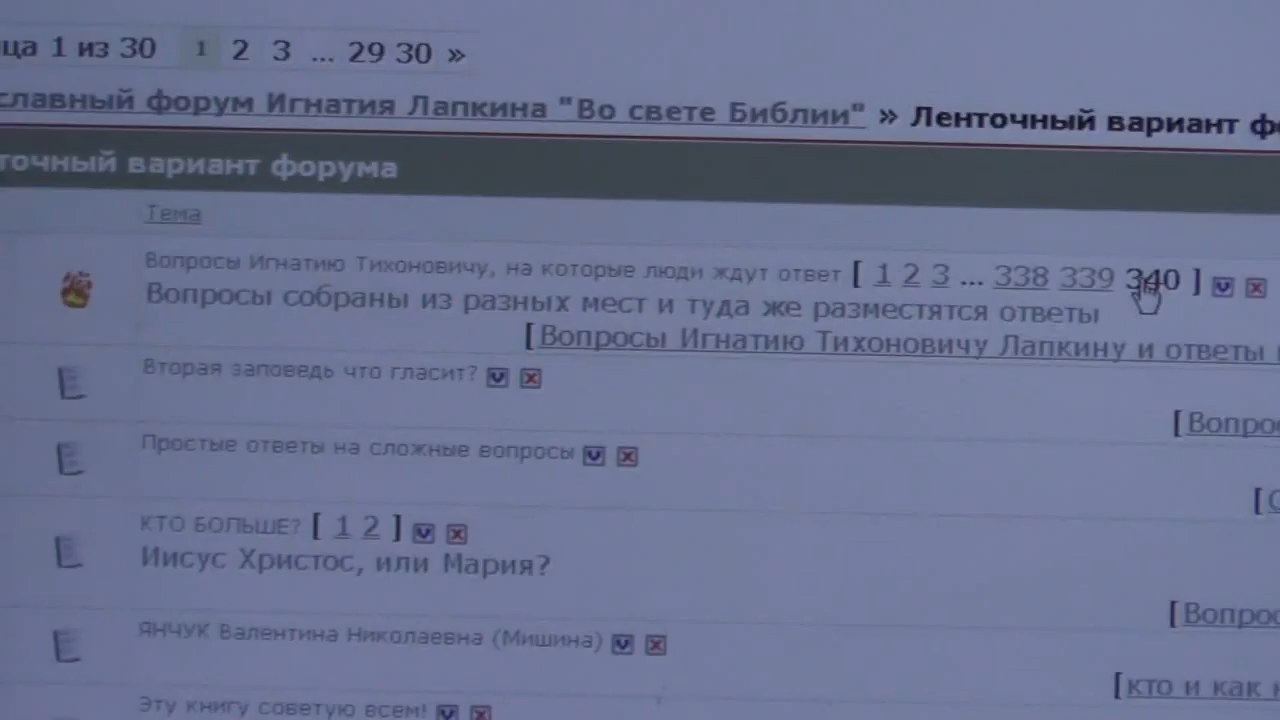 ца 1 из 30 1 2 3 ... 29 30 »
славный форум Игнатия Лапкина "Во свете Библии" » Ленточный вариант ф
точный вариант форума
Тема
Вопросы Игнатию Тихоновичу, на которые люди ждут ответ [ 1 2 3 ... 338 339 340 ]
Вопросы собраны из разных мест и туда же разместятся ответы
[ Вопросы Игнатию Тихоновичу Лапкину и ответы
Вторая заповедь что гласит?
[ Вопро
Простые ответы на сложные вопросы
[ С
КТО БОЛЬШЕ? [ 1 2 ]
Иисус Христос, или Мария?
[ Вопрос
ЯНЧУК Валентина Николаевна (Мишина)
[ кто и как
Эту книгу советую всем!